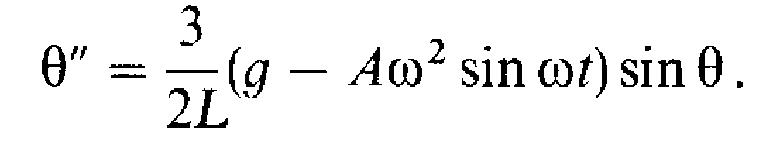 θ″ = 3/2L (g − Aω² sin ωt) sin θ.